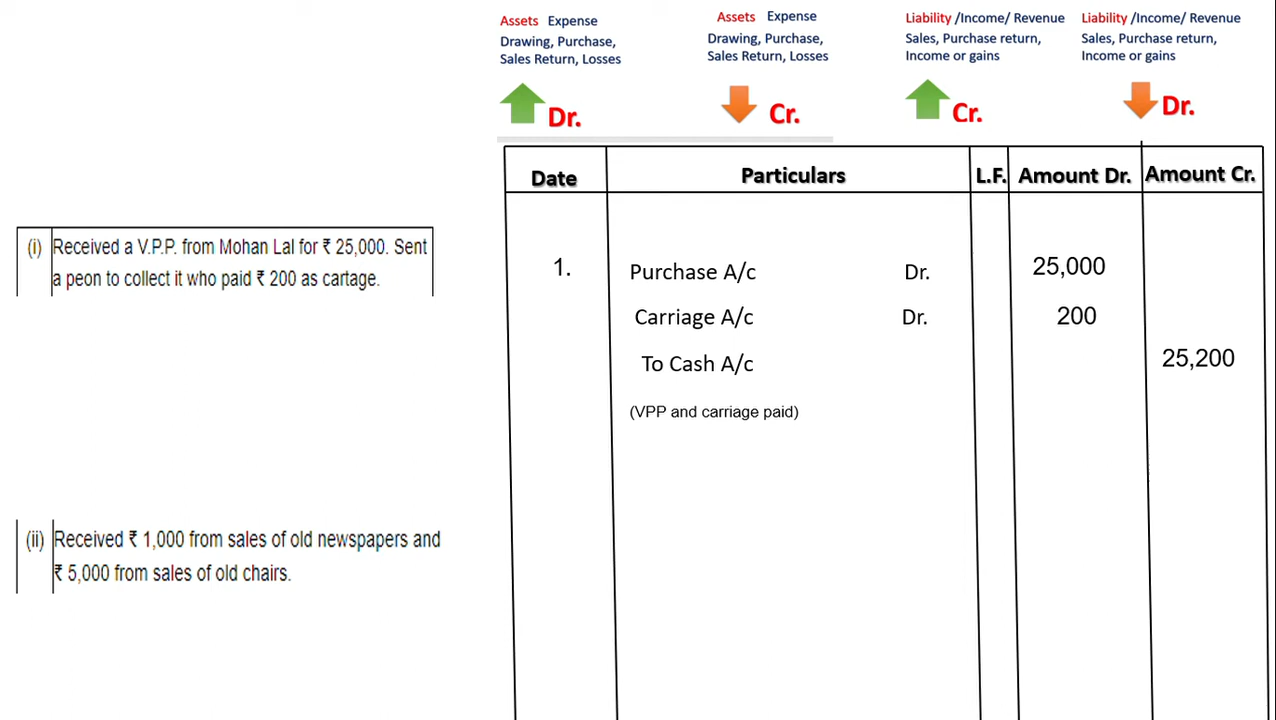 Assets Expense
Drawing, Purchase,
Sales Return, Losses
Dr.
Assets Expense
Drawing, Purchase,
Sales Return, Losses
Cr.
Liability /Income/ Revenue
Sales, Purchase return,
Income or gains
Cr.
Liability /Income/ Revenue
Sales, Purchase return,
Income or gains
Dr.
Date Particulars L.F. Amount Dr. Amount Cr.
(i) Received a V.P.P. from Mohan Lal for ₹ 25,000. Sent
a peon to collect it who paid ₹ 200 as cartage.
1. Purchase A/c Dr. 25,000
Carriage A/c Dr. 200
To Cash A/c 25,200
(VPP and carriage paid)
(ii) Received ₹ 1,000 from sales of old newspapers and
₹ 5,000 from sales of old chairs.